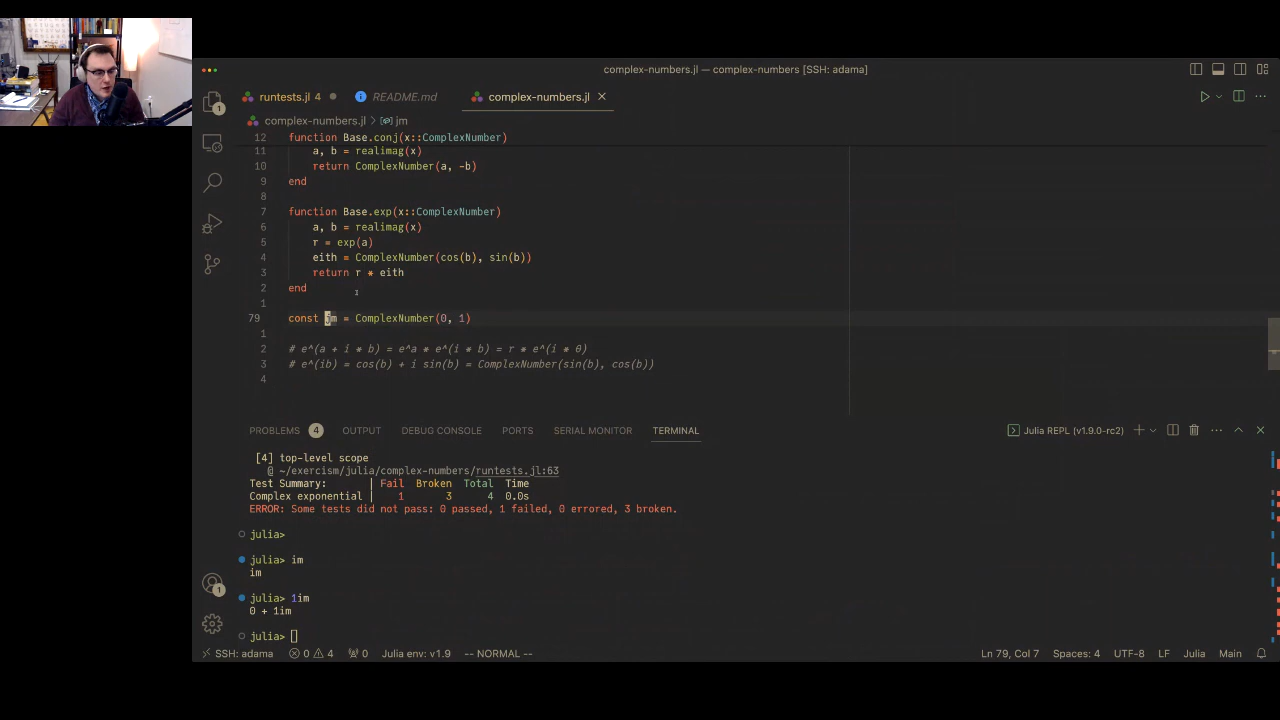 complex-numbers.jl — complex-numbers [SSH: adama]
runtests.jl 4
README.md
complex-numbers.jl
complex-numbers.jl > jm
12 function Base.conj(x::ComplexNumber)
11 a, b = realimag(x)
10 return ComplexNumber(a, -b)
9 end
8
7 function Base.exp(x::ComplexNumber)
6 a, b = realimag(x)
5 r = exp(a)
4 eith = ComplexNumber(cos(b), sin(b))
3 return r * eith
2 end
1
79 const jm = ComplexNumber(0, 1)
1
2 # e^(a + i * b) = e^a * e^(i * b) = r * e^(i * θ)
3 # e^(ib) = cos(b) + i sin(b) = ComplexNumber(sin(b), cos(b))
4
PROBLEMS 4 OUTPUT DEBUG CONSOLE PORTS SERIAL MONITOR TERMINAL Julia REPL (v1.9.0-rc2)
[4] top-level scope
@ ~/exercism/julia/complex-numbers/runtests.jl:63
Test Summary: | Fail Broken Total Time
Complex exponential | 1 3 4 0.0s
ERROR: Some tests did not pass: 0 passed, 1 failed, 0 errored, 3 broken.
julia>
julia> im
im
julia> 1im
0 + 1im
julia>
1
1
SSH: adama 0 4 0 Julia env: v1.9 -- NORMAL -- Ln 79, Col 7 Spaces: 4 UTF-8 LF Julia Main